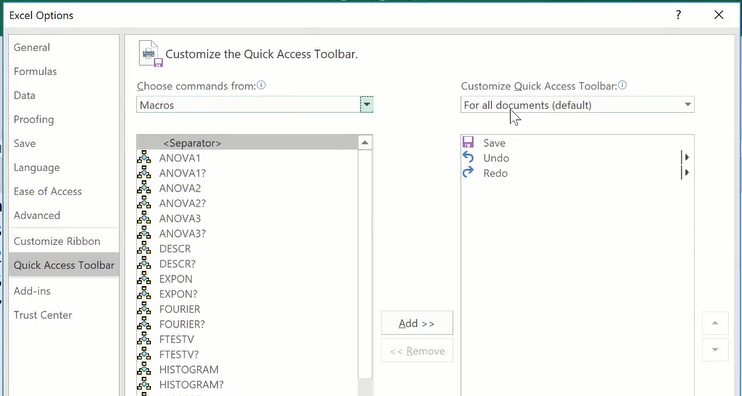 Excel Options
?
General
Formulas
Data
Proofing
Save
Language
Ease of Access
Advanced
Customize Ribbon
Quick Access Toolbar
Add-ins
Trust Center
Customize the Quick Access Toolbar.
Choose commands from:
Macros
<Separator>
ANOVA1
ANOVA1?
ANOVA2
ANOVA2?
ANOVA3
ANOVA3?
DESCR
DESCR?
EXPON
EXPON?
FOURIER
FOURIER?
FTESTV
FTESTV?
HISTOGRAM
HISTOGRAM?
Add >>
<< Remove
Customize Quick Access Toolbar:
For all documents (default)
Save
Undo
Redo